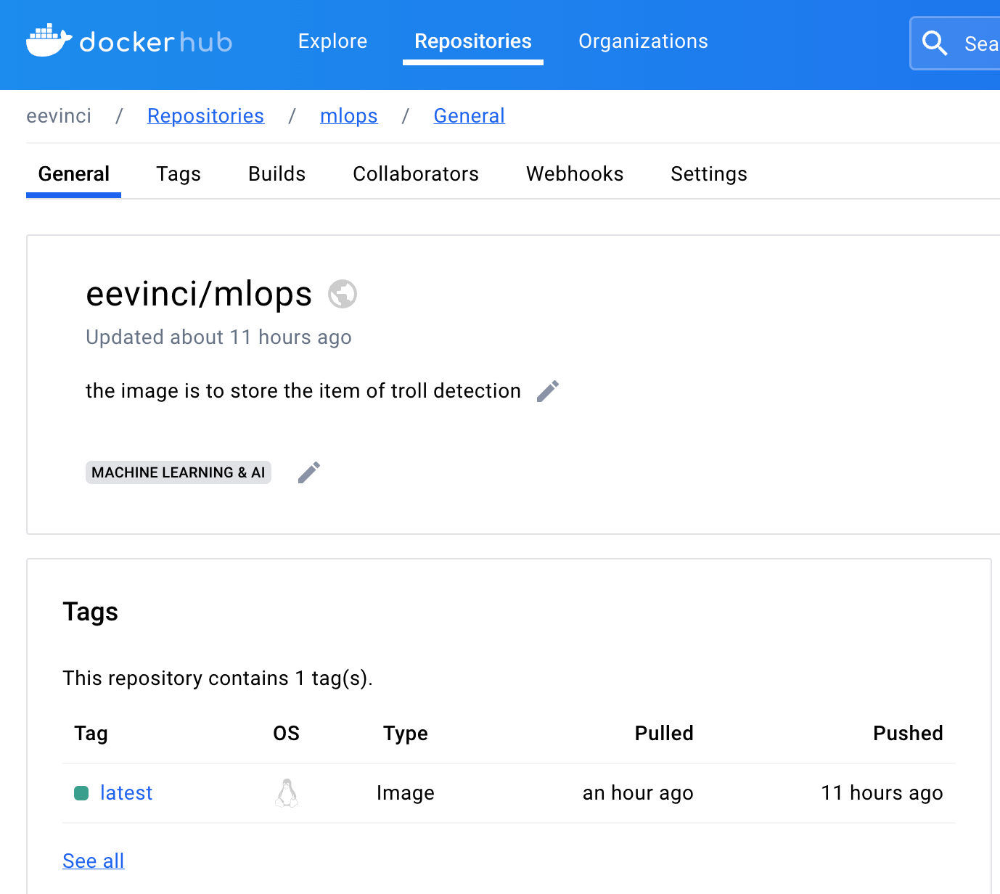 dockerhub Explore Repositories Organizations Sea
eevinci / Repositories / mlops / General
General Tags Builds Collaborators Webhooks Settings
eevinci/mlops
Updated about 11 hours ago
the image is to store the item of troll detection
MACHINE LEARNING & AI
Tags
This repository contains 1 tag(s).
Tag OS Type Pulled Pushed
latest Image an hour ago 11 hours ago
See all